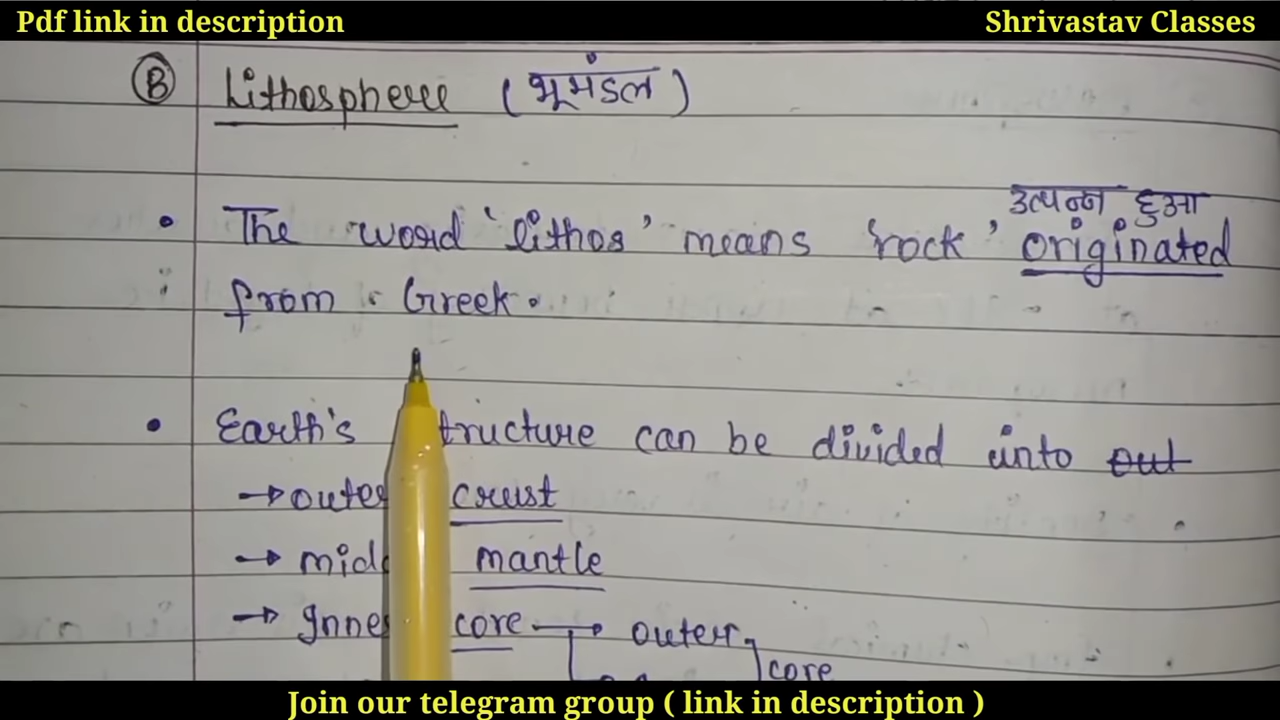 Pdf link in description
Shrivastav Classes
B Lithosphere (भूमंडल)
उत्पन्न हुआ
• The word 'lithos' means 'rock' originated
from Greek.
• Earth's tructure can be divided into out
→ outer crust
→ mantle
→ Inner core → outer
core
Join our telegram group ( link in description )